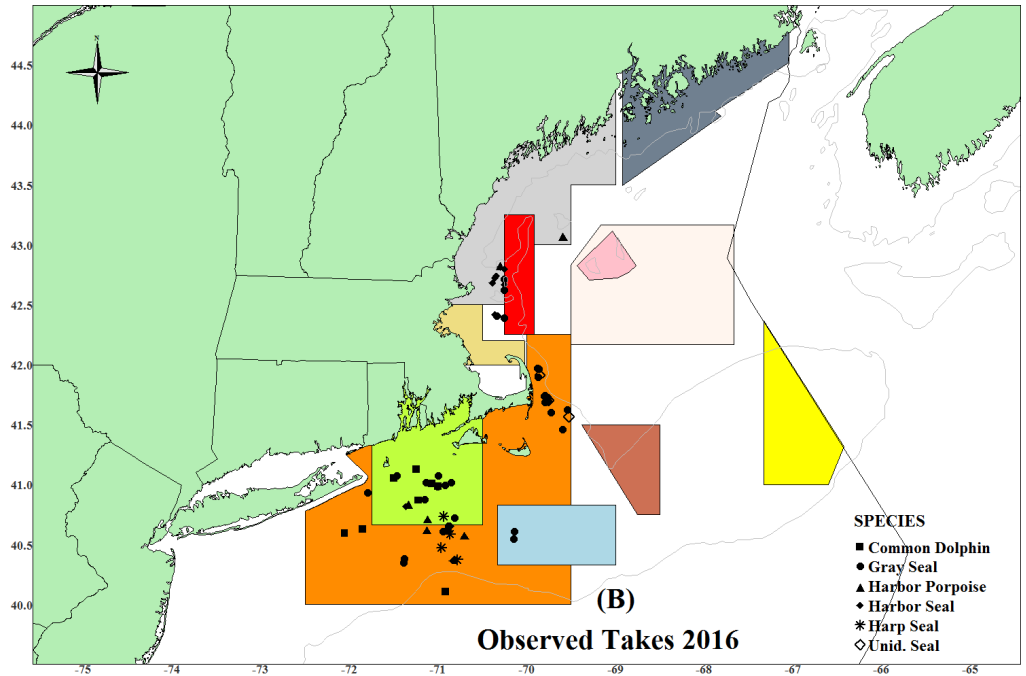 N
44.5
44.0
43.5
43.0
42.5
42.0
41.5
41.0
40.5
40.0
SPECIES
Common Dolphin
Gray Seal
Harbor Porpoise
Harbor Seal
Harp Seal
Unid. Seal
(B)
Observed Takes 2016
-75 -74 -73 -72 -71 -70 -69 -68 -67 -66 -65